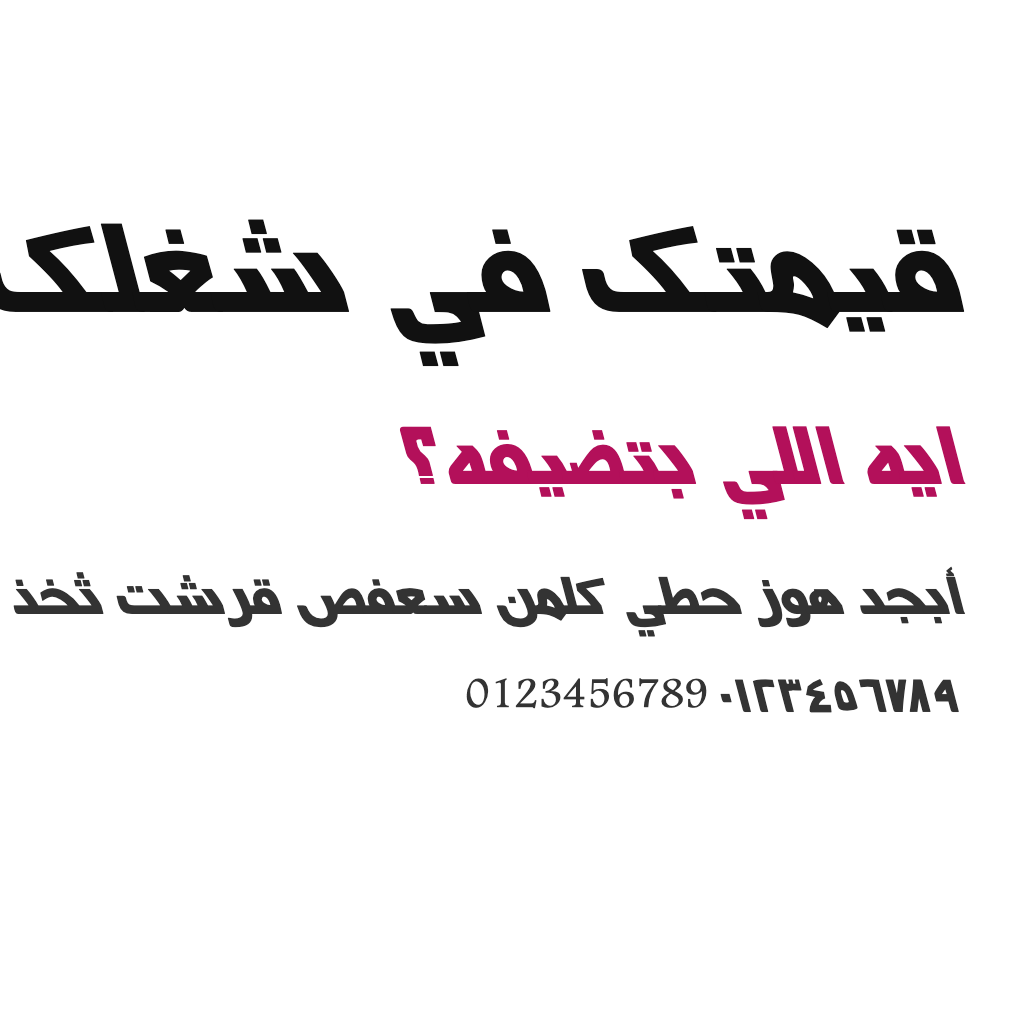 قيمتك في شغلك
ايه اللي بتضيفه؟
أبجد هوز حطي كلمن سعفص قرشت ثخذ
٠١٢٣٤٥٦٧٨٩ 0123456789